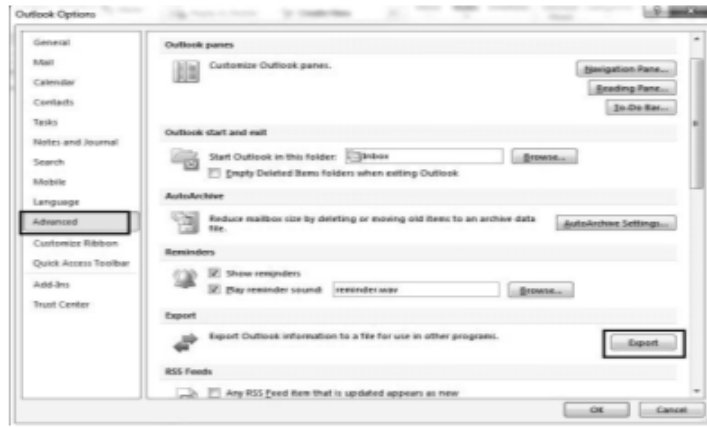 Outlook Options
General
Mail
Calendar
Contacts
Tasks
Notes and Journal
Search
Mobile
Language
Advanced
Customize Ribbon
Quick Access Toolbar
Add-Ins
Trust Center
Outlook panes
Customize Outlook panes.
Navigation Pane...
Reading Pane...
To-Do Bar...
Outlook start and exit
Start Outlook in this folder: Inbox Browse...
Empty Deleted Items folders when exiting Outlook
AutoArchive
Reduce mailbox size by deleting or moving old items to an archive data
file.
AutoArchive Settings...
Reminders
Show reminders
Play reminder sound: reminder.wav Browse...
Export
Export Outlook information to a file for use in other programs.
Export
RSS Feeds
Any RSS Feed item that is updated appears as new
OK Cancel